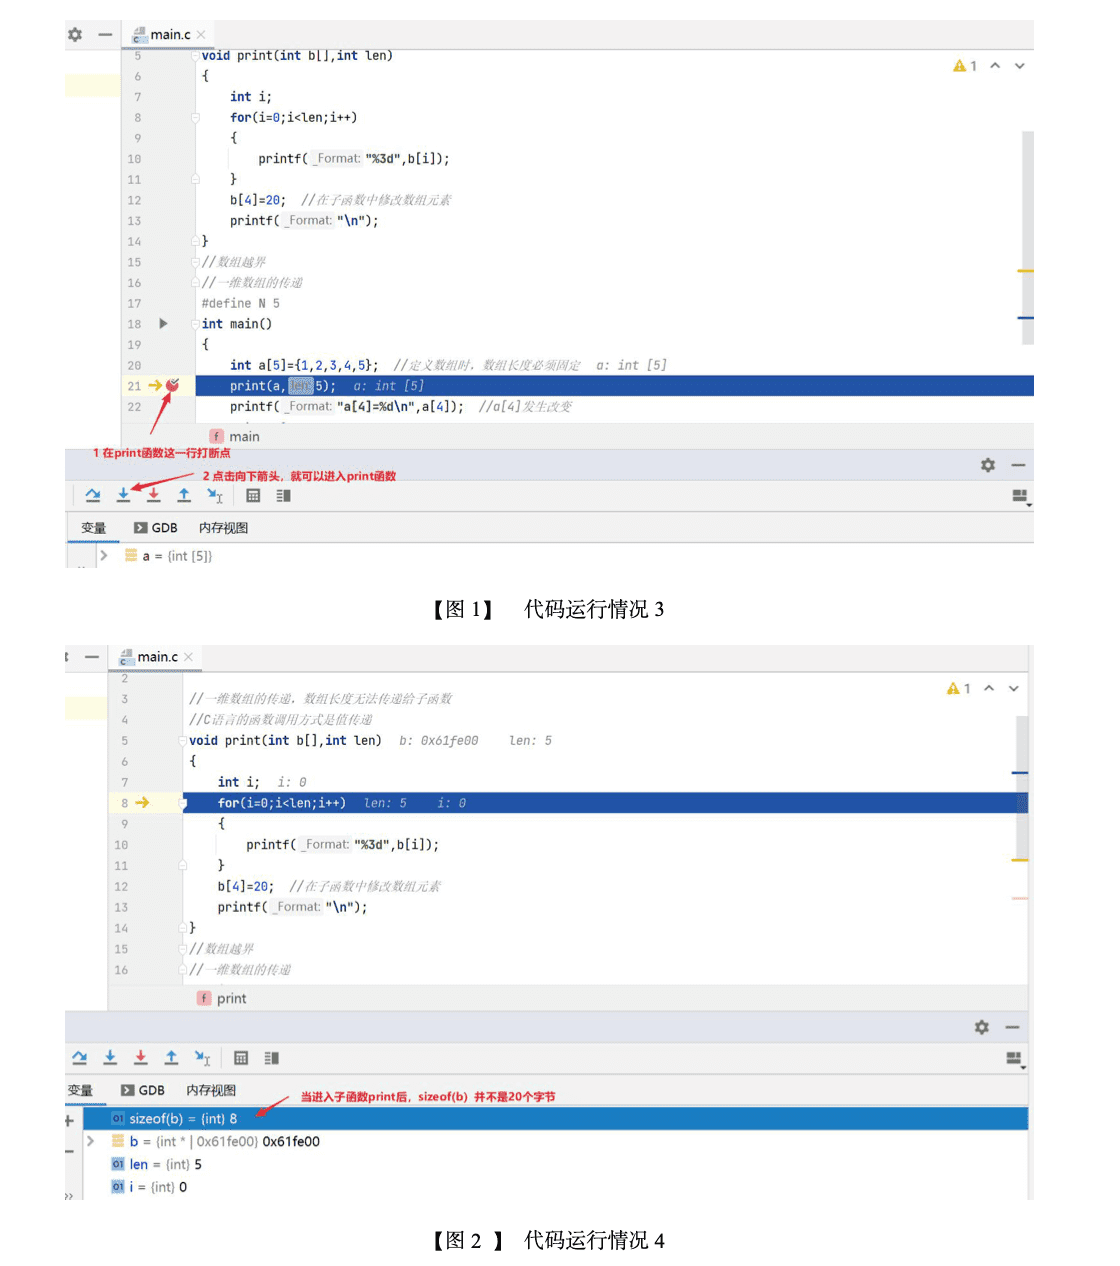 main.c
5 void print(int b[],int len)
6 {
7 int i;
8 for(i=0;i<len;i++)
9 {
10 printf(_Format:"%3d",b[i]);
11 }
12 b[4]=20; //在子函数中修改数组元素
13 printf(_Format:"\n");
14 }
15 //数组越界
16 //一维数组的传递
17 #define N 5
18 int main()
19 {
20 int a[5]={1,2,3,4,5}; //定义数组时，数组长度必须固定 a: int [5]
21 print(a,len:5); a: int [5]
22 printf(_Format:"a[4]=%d\n",a[4]); //a[4]发生改变
1
f main
1 在print函数这一行打断点
2 点击向下箭头，就可以进入print函数
变量 GDB 内存视图
a = {int [5]}
【图 1】 代码运行情况 3
main.c
2
3 //一维数组的传递，数组长度无法传递给子函数
4 //C语言的函数调用方式是值传递
5 void print(int b[],int len) b: 0x61fe00 len: 5
6 {
7 int i; i: 0
8 for(i=0;i<len;i++) len: 5 i: 0
9 {
10 printf(_Format:"%3d",b[i]);
11 }
12 b[4]=20; //在子函数中修改数组元素
13 printf(_Format:"\n");
14 }
15 //数组越界
16 //一维数组的传递
1
f print
变量 GDB 内存视图
当进入子函数print后，sizeof(b) 并不是20个字节
01 sizeof(b) = {int} 8
b = {int * | 0x61fe00} 0x61fe00
01 len = {int} 5
01 i = {int} 0
【图 2 】 代码运行情况 4